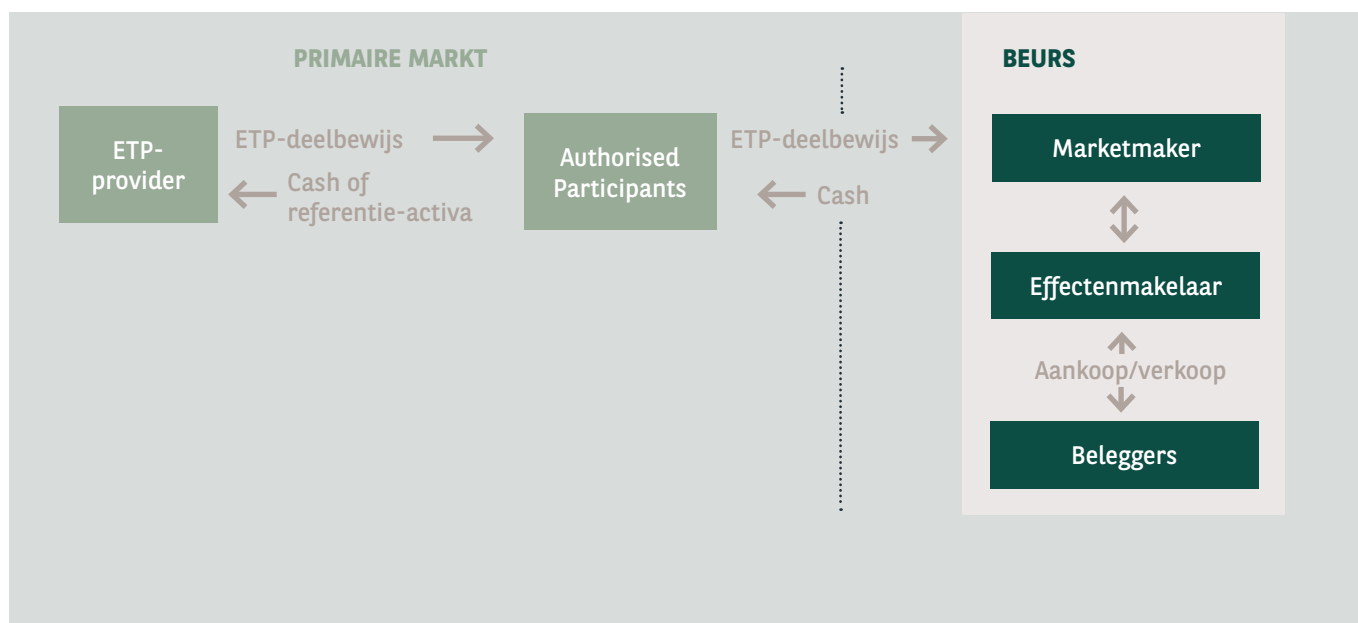 PRIMAIRE MARKT
BEURS
ETP-
provider
ETP-deelbewijs
Cash of
referentie-activa
Authorised
Participants
ETP-deelbewijs
Cash
Marketmaker
Effectenmakelaar
Aankoop/verkoop
Beleggers